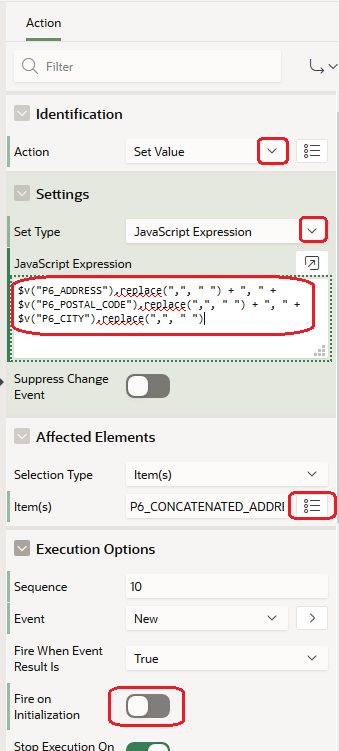 Action
Filter
Identification
Action
Set Value
Settings
Set Type
JavaScript Expression
JavaScript Expression
$v("P6_ADDRESS").replace(",", " ") + ", " +
$v("P6_POSTAL_CODE").replace(",", " ") + ", " +
$v("P6_CITY").replace(",", " ")
Suppress Change
Event
Affected Elements
Selection Type
Item(s)
Item(s)
P6_CONCATENATED_ADDRE
Execution Options
Sequence
10
Event
New
Fire When Event
Result Is
True
Fire on
Initialization
Stop Execution On